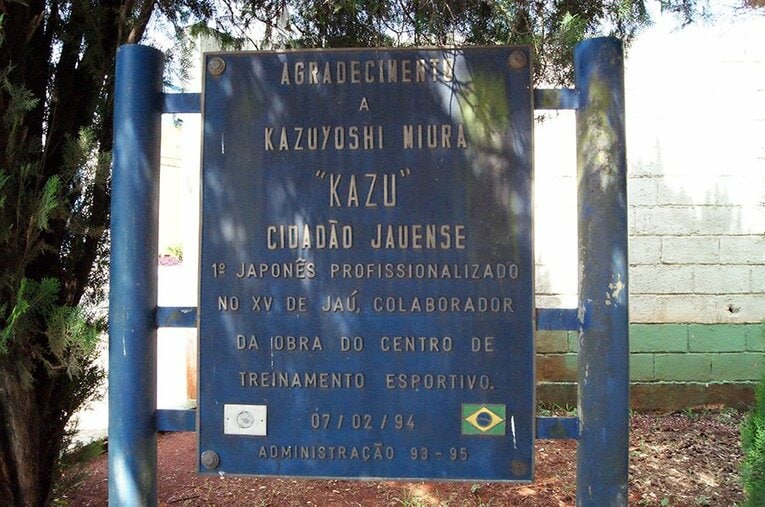 AGRADECIMENTO
A
KAZUYOSHI MIURA
"KAZU"
CIDADÃO JAUENSE
1º JAPONÊS PROFISSIONALIZADO
NO XV DE JAÚ, COLABORADOR
DA OBRA DO CENTRO DE
TREINAMENTO ESPORTIVO.
07/02/94
ADMINISTRAÇÃO 93-95